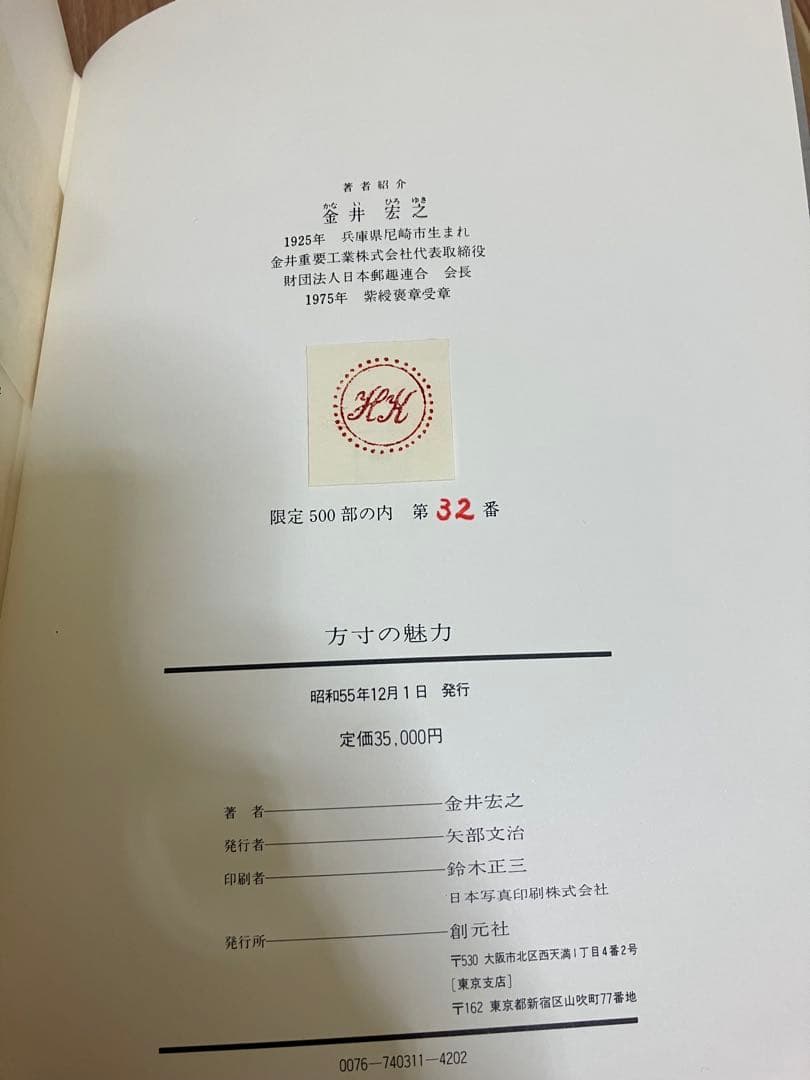 著者紹介
かな い ひろ ゆき
金井 宏之
1925年 兵庫県尼崎市生まれ
金井重要工業株式会社代表取締役
財団法人日本郵趣連合 会長
1975年 紫綬褒章受章
HK
限定500部の内 第32番
方寸の魅力
昭和55年12月1日 発行
定価35,000円
著 者 金井宏之
発行者 矢部文治
印刷者 鈴木正三
日本写真印刷株式会社
発行所 創元社
〒530 大阪市北区西天満1丁目4番2号
[東京支店]
〒162 東京都新宿区山吹町77番地
0076—740311—4202